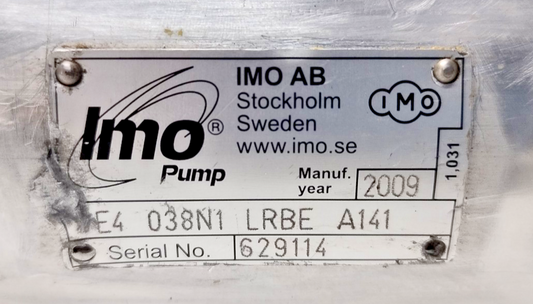 IMO AB
Stockholm
Sweden
www.imo.se
IMO
Imo®
Pump
Manuf.
year
2009
1,031
E4 038N1 LRBE A141
Serial No. 629114